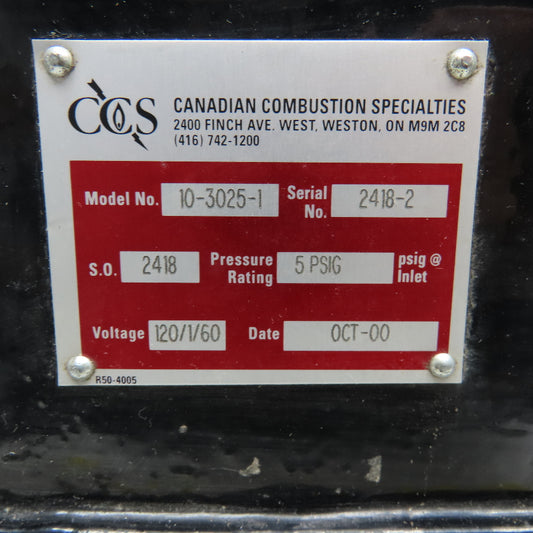 CCS
CANADIAN COMBUSTION SPECIALTIES
2400 FINCH AVE. WEST, WESTON, ON M9M 2C8
(416) 742-1200
Model No. 10-3025-1 Serial No. 2418-2
S.O. 2418 Pressure Rating 5 PSIG psig @ Inlet
Voltage 120/1/60 Date OCT-00
R50-4005